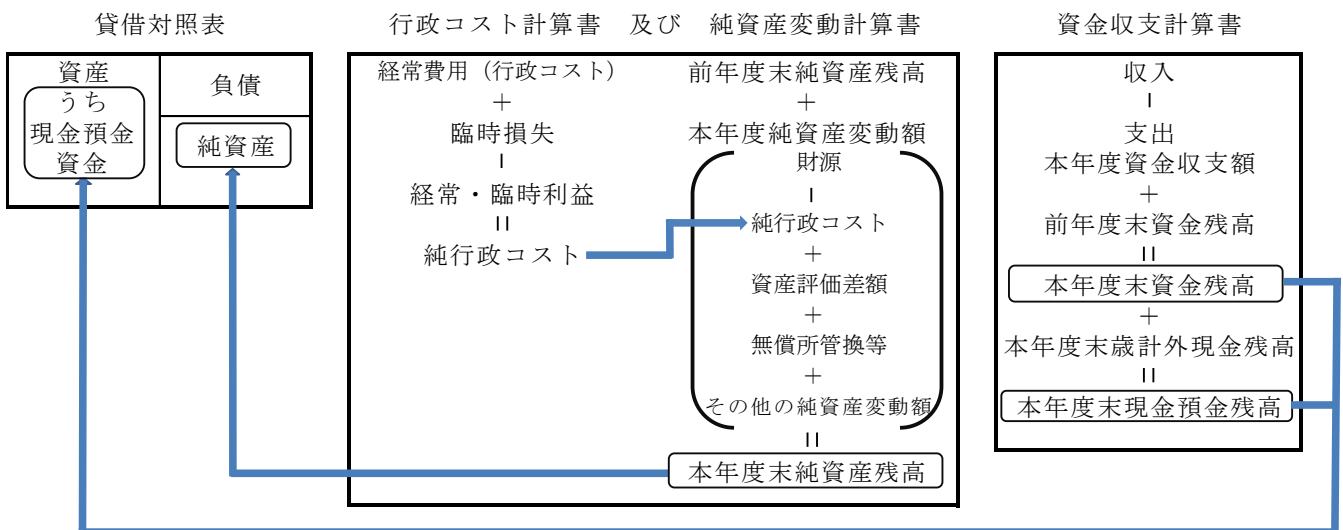 貸借対照表
資産
うち
現金預金
資金
負債
純資産
行政コスト計算書 及び 純資産変動計算書
経常費用（行政コスト）
＋
臨時損失
－
経常・臨時利益
＝
純行政コスト
前年度末純資産残高
＋
本年度純資産変動額
財源
－
純行政コスト
＋
資産評価差額
＋
無償所管換等
＋
その他の純資産変動額
＝
本年度末純資産残高
資金収支計算書
収入
－
支出
本年度資金収支額
＋
前年度末資金残高
＝
本年度末資金残高
＋
本年度末歳計外現金残高
＝
本年度末現金預金残高